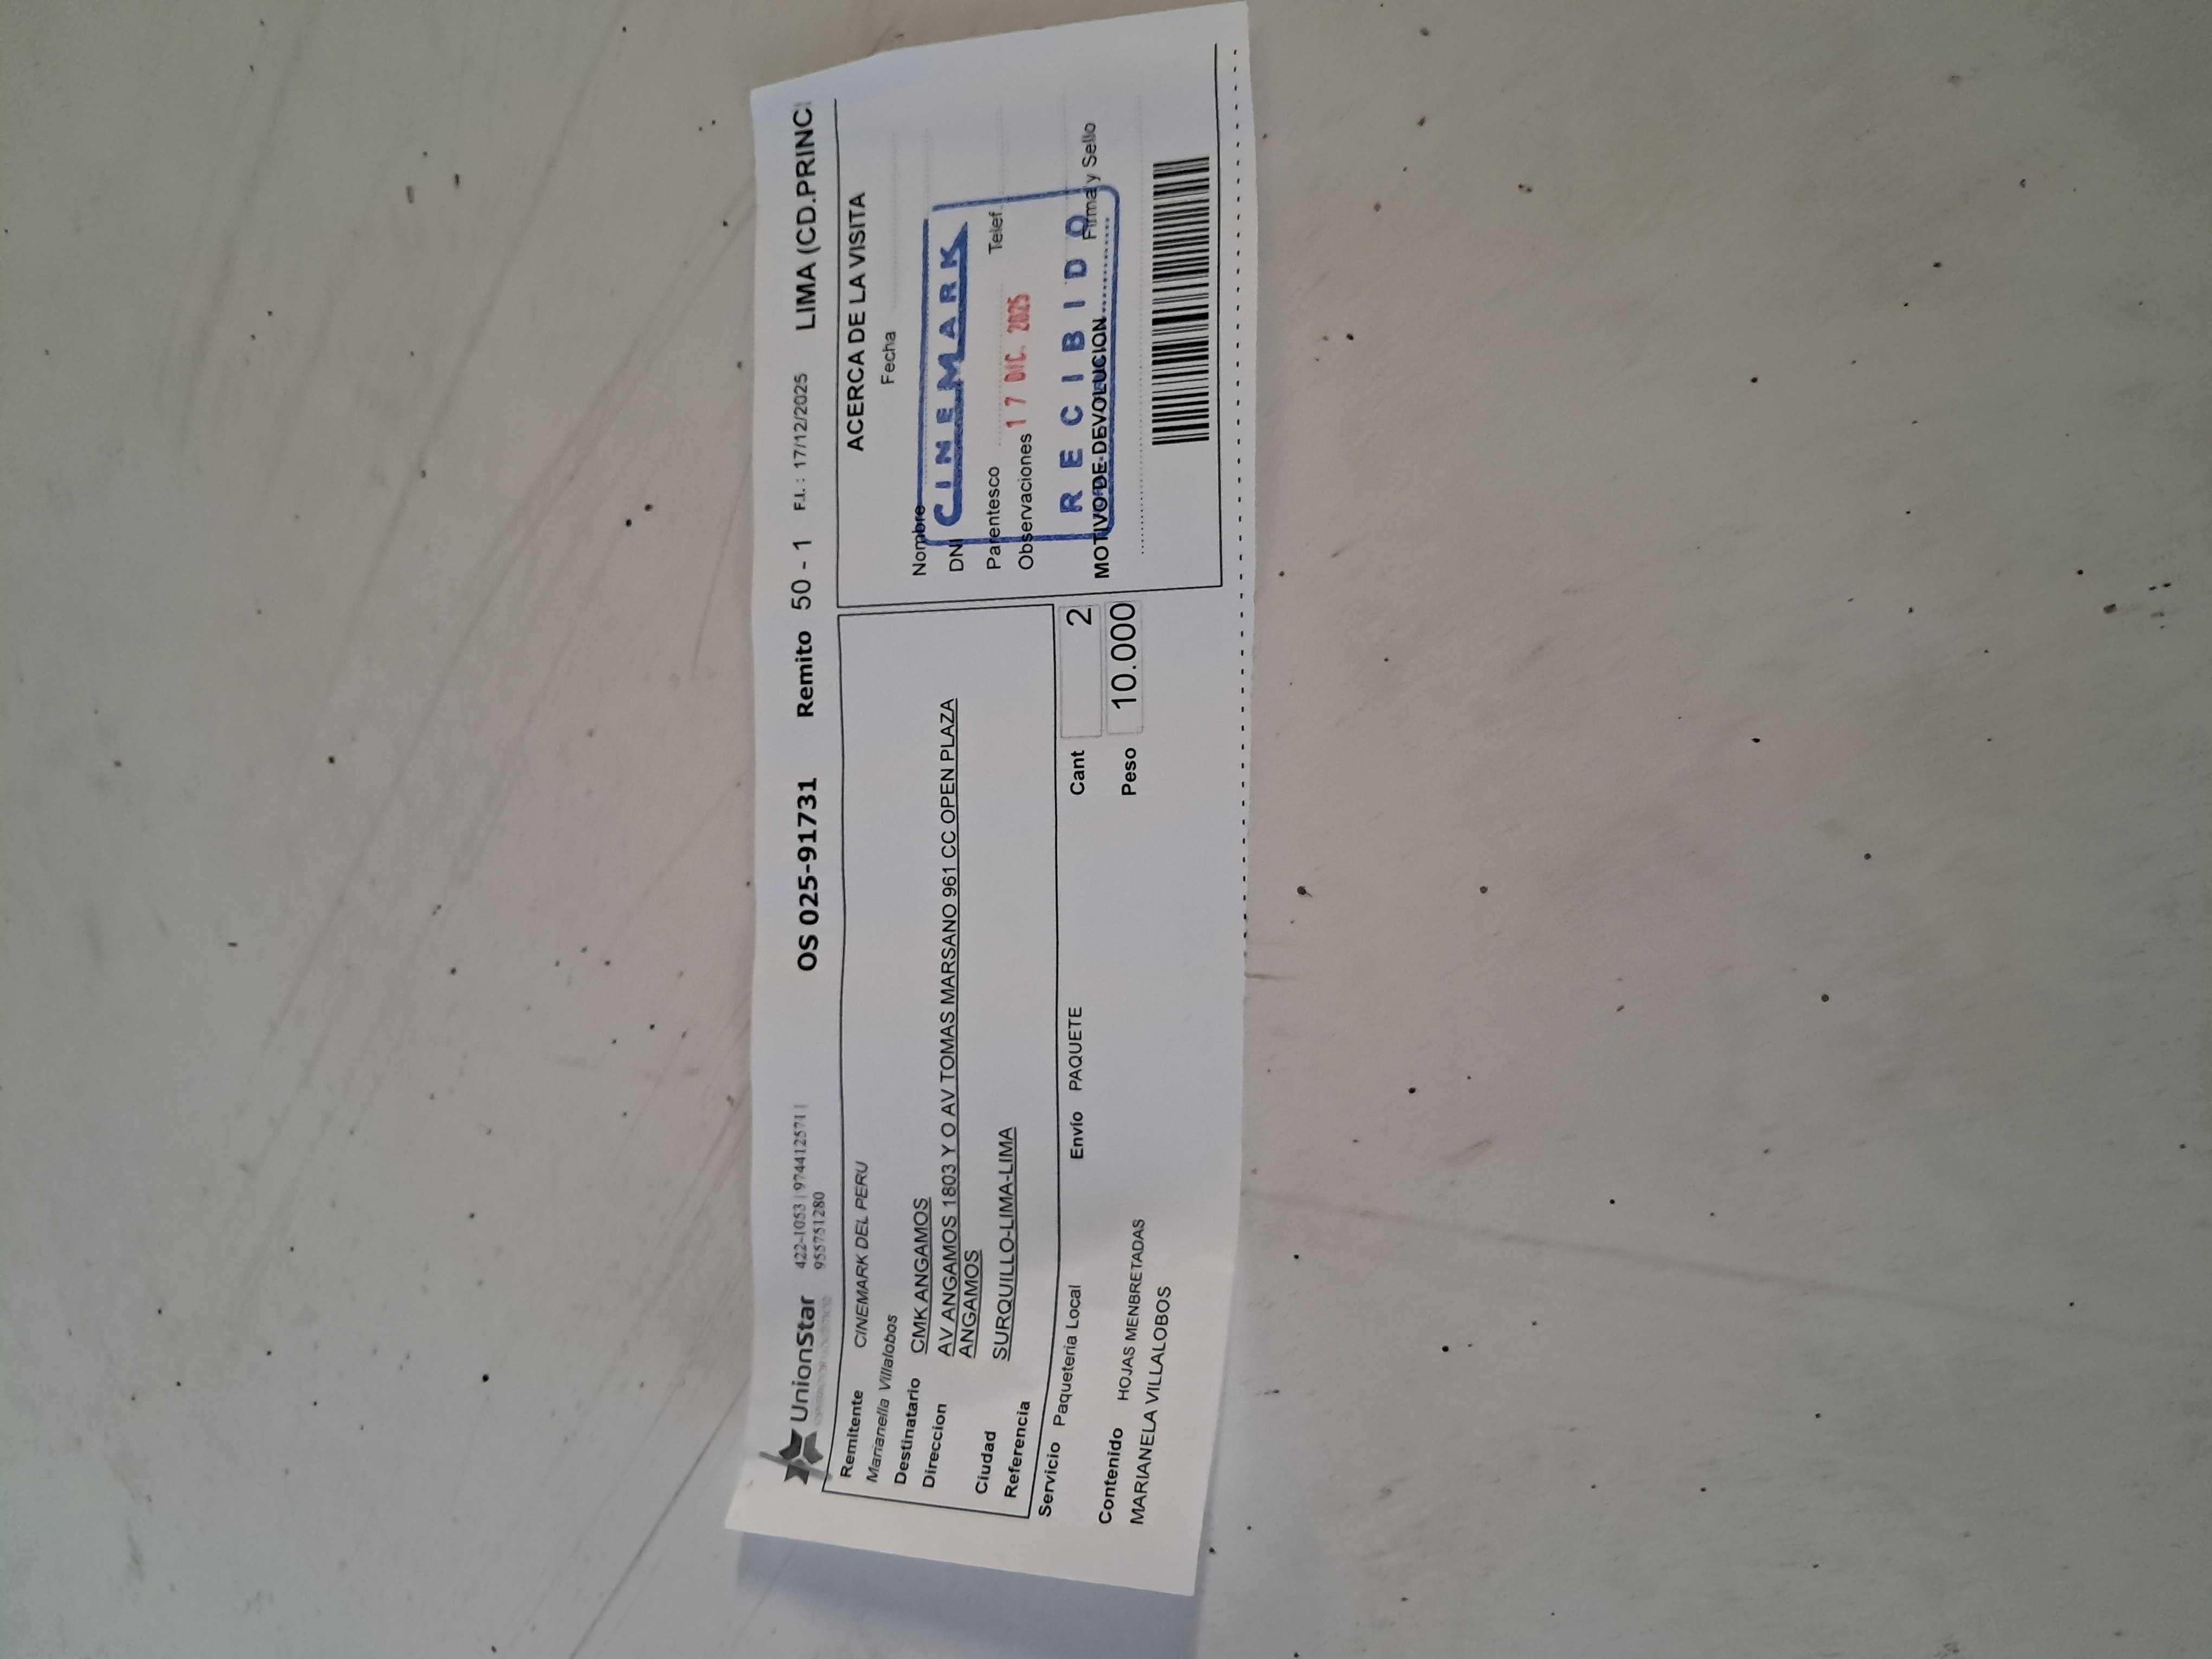 UnionStar 422-1053 | 974412571 | OS 025-91731 Remito 50 - 1 F.I. : 17/12/2025 LIMA (CD.PRINC
955751280
Remitente CINEMARK DEL PERU
Marianella Villalobos
Destinatario CMK ANGAMOS
Direccion AV ANGAMOS 1803 Y O AV TOMAS MARSANO 961 CC OPEN PLAZA
ANGAMOS
Ciudad SURQUILLO-LIMA-LIMA
Referencia
Servicio Paqueteria Local Envío PAQUETE Cant 2
Peso 10.000
Contenido HOJAS MENBRETADAS
MARIANELA VILLALOBOS
ACERCA DE LA VISITA
Fecha
Nombre
DNI
CINEMARK
Parentesco Telef.
Observaciones 17 DIC. 2025
RECIBIDO
MOTIVO DE DEVOLUCION Firma y Sello